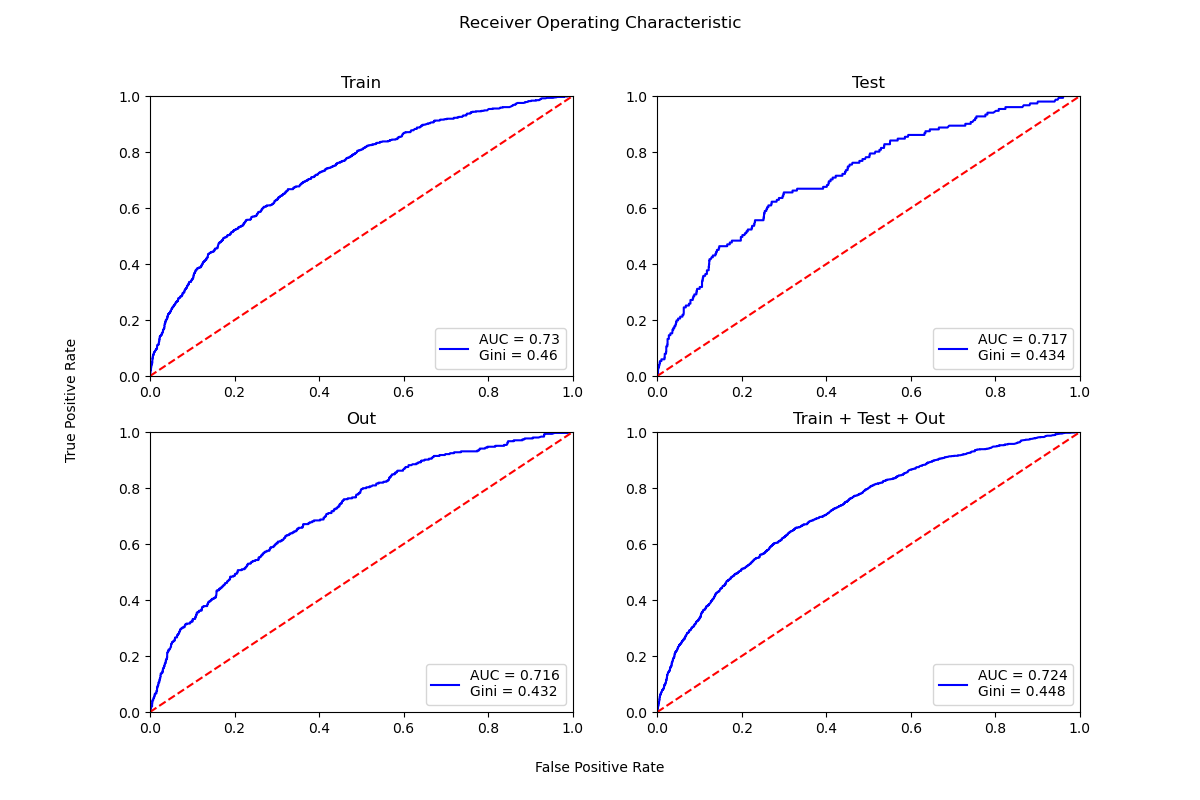 Receiver Operating Characteristic
Train
1.0
0.8
0.6
0.4
0.2
0.0
0.0 0.2 0.4 0.6 0.8 1.0
AUC = 0.73
Gini = 0.46
Test
1.0
0.8
0.6
0.4
0.2
0.0
0.0 0.2 0.4 0.6 0.8 1.0
AUC = 0.717
Gini = 0.434
True Positive Rate
Out
1.0
0.8
0.6
0.4
0.2
0.0
0.0 0.2 0.4 0.6 0.8 1.0
AUC = 0.716
Gini = 0.432
Train + Test + Out
1.0
0.8
0.6
0.4
0.2
0.0
0.0 0.2 0.4 0.6 0.8 1.0
AUC = 0.724
Gini = 0.448
False Positive Rate